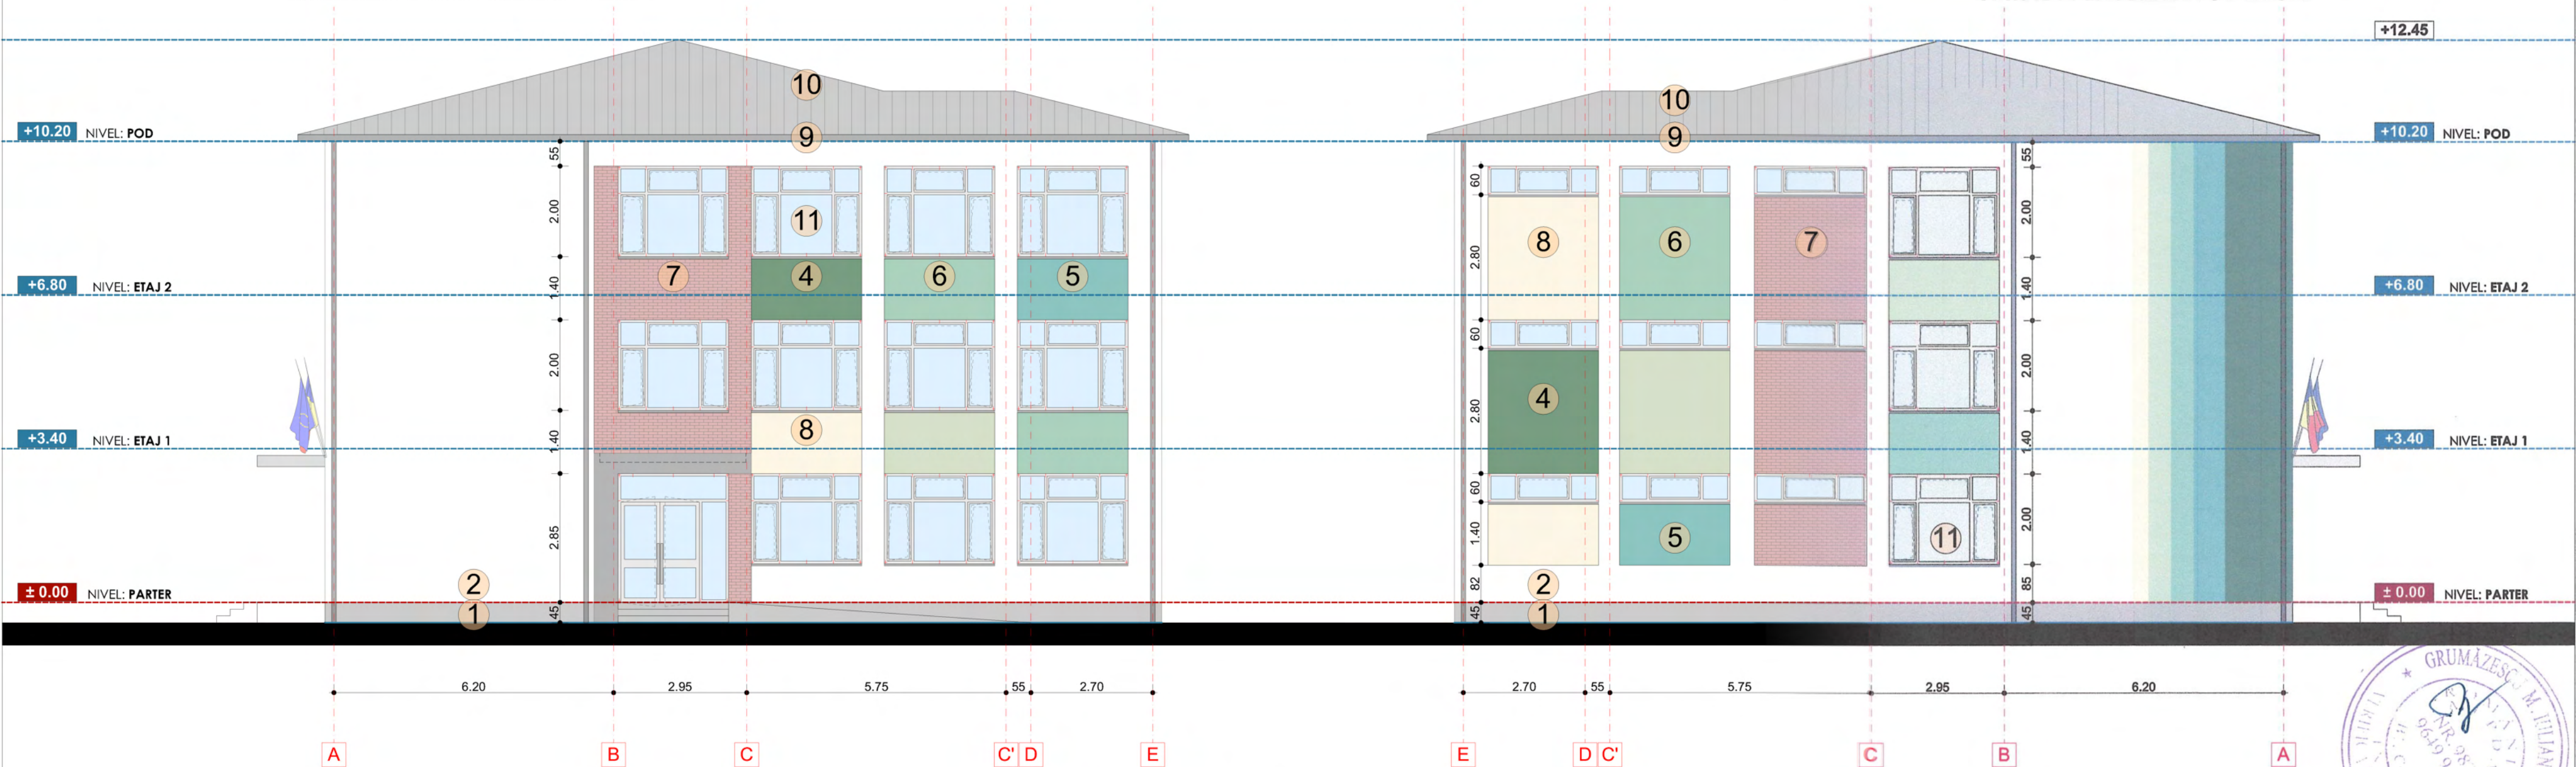 +12.45
10
10
+10.20 NIVEL: POD
9
9
+10.20 NIVEL: POD
55
60
55
2.00
11
2.00
8
6
7
2.80
7
4
6
5
1.40
1.40
+6.80 NIVEL: ETAJ 2
+6.80 NIVEL: ETAJ 2
60
2.00
2.00
4
2.80
8
1.40
1.40
+3.40 NIVEL: ETAJ 1
+3.40 NIVEL: ETAJ 1
60
2.85
1.40
5
11
2.00
2
82
2
85
± 0.00 NIVEL: PARTER
± 0.00 NIVEL: PARTER
1
45
45
1
45
6.20
2.95
5.75
55
2.70
2.70
55
5.75
2.95
6.20
A
B
C
C'
D
E
E
D
C'
C
B
A
GRUMĂZESCU M. IULIAN